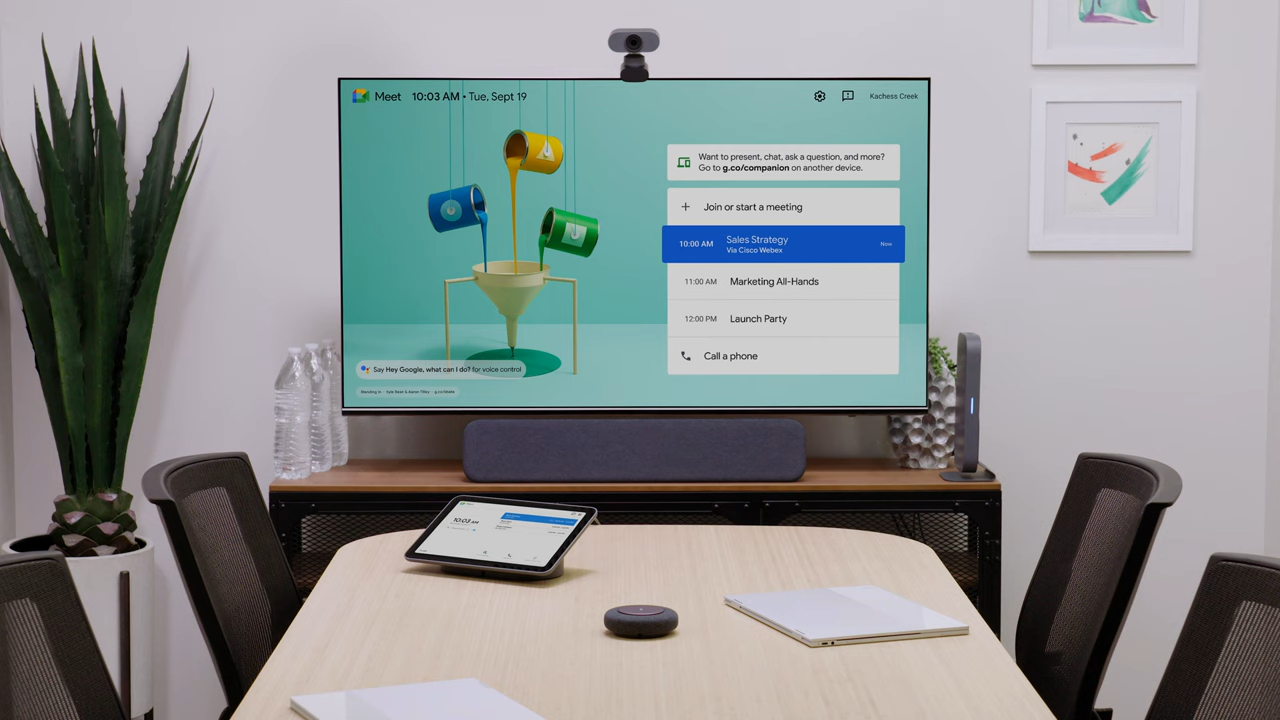 Meet 10:03 AM • Tue, Sept 19
Kachess Creek
Want to present, chat, ask a question, and more?
Go to g.co/companion on another device.
+ Join or start a meeting
10:00 AM Sales Strategy Now
Via Cisco Webex
11:00 AM Marketing All-Hands
12:00 PM Launch Party
Call a phone
Say Hey Google, what can I do? for voice control
10:03 AM